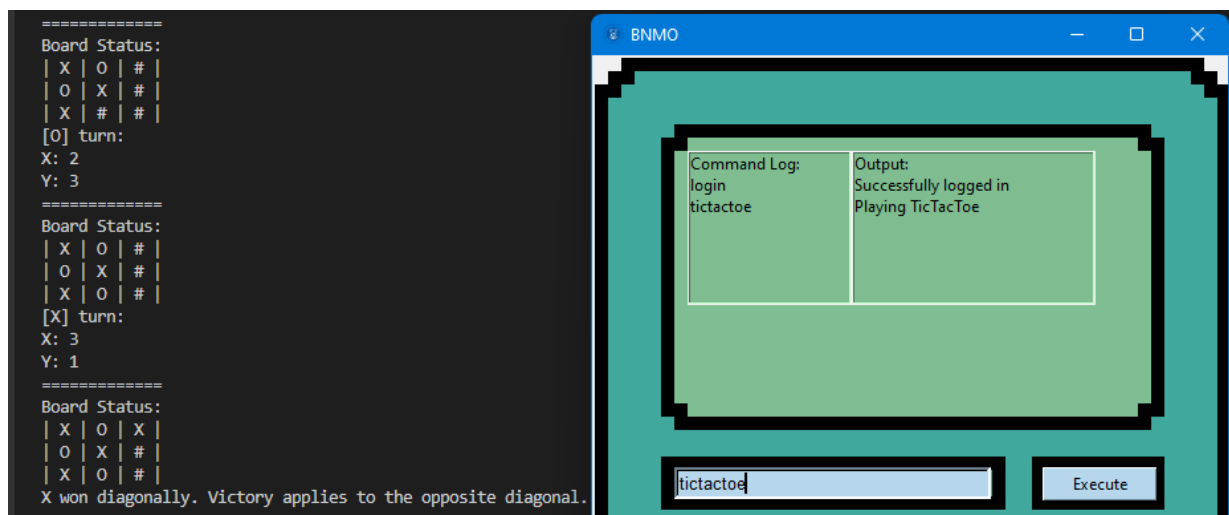 =============
Board Status:
| X | O | # |
| O | X | # |
| X | # | # |
[O] turn:
X: 2
Y: 3
=============
Board Status:
| X | O | # |
| O | X | # |
| X | O | # |
[X] turn:
X: 3
Y: 1
=============
Board Status:
| X | O | X |
| O | X | # |
| X | O | # |
X won diagonally. Victory applies to the opposite diagonal.
BNMO
Command Log:
login
tictactoe
Output:
Successfully logged in
Playing TicTacToe
tictactoe
Execute